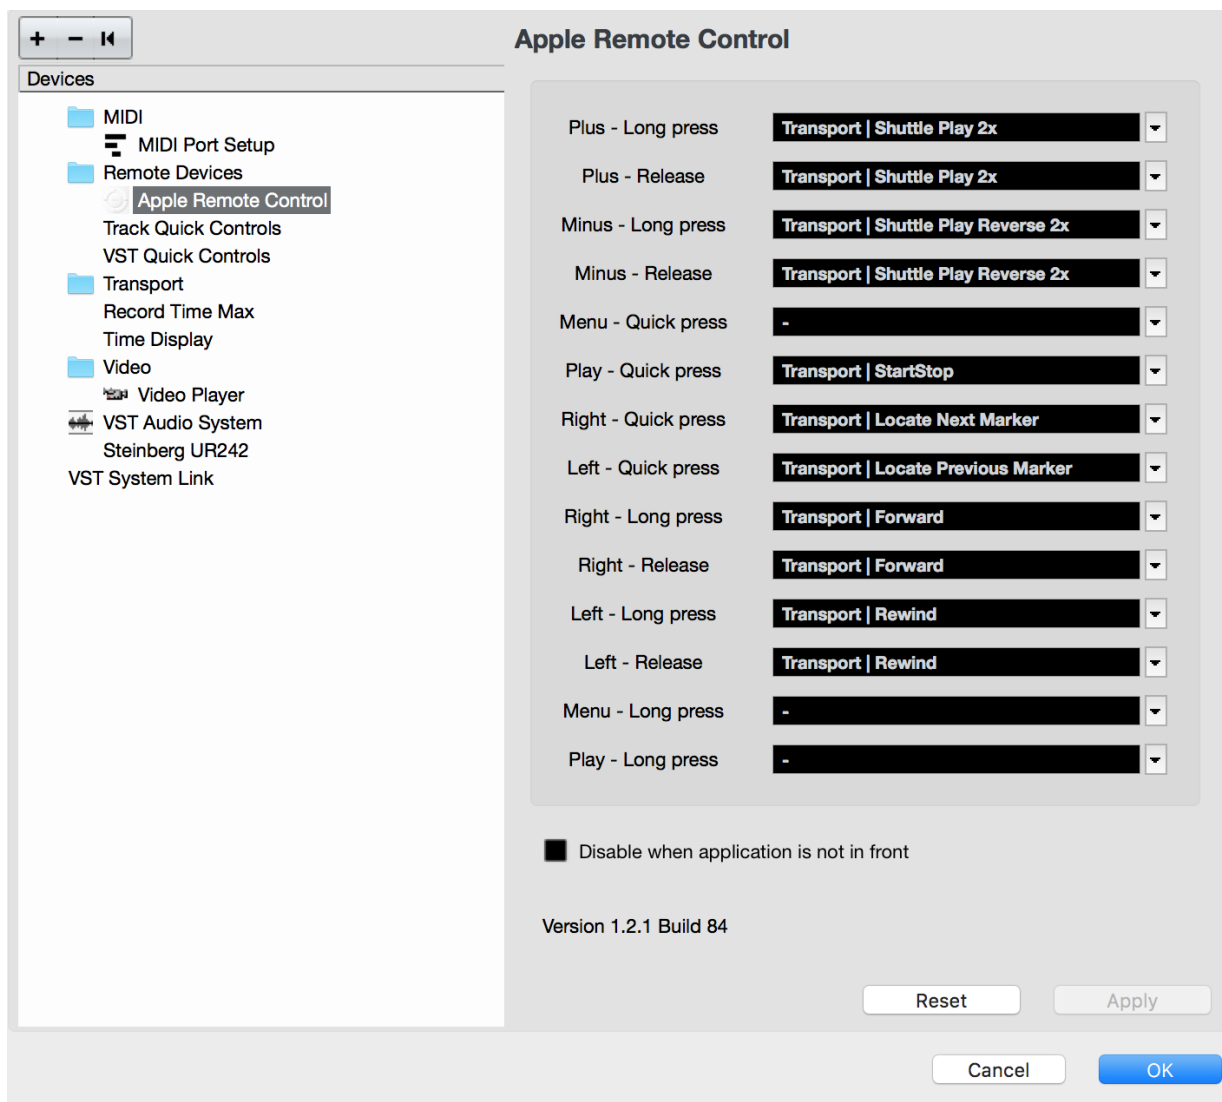 Apple Remote Control
Devices
MIDI
MIDI Port Setup
Remote Devices
Apple Remote Control
Track Quick Controls
VST Quick Controls
Transport
Record Time Max
Time Display
Video
Video Player
VST Audio System
Steinberg UR242
VST System Link
Plus - Long press Transport | Shuttle Play 2x
Plus - Release Transport | Shuttle Play 2x
Minus - Long press Transport | Shuttle Play Reverse 2x
Minus - Release Transport | Shuttle Play Reverse 2x
Menu - Quick press -
Play - Quick press Transport | StartStop
Right - Quick press Transport | Locate Next Marker
Left - Quick press Transport | Locate Previous Marker
Right - Long press Transport | Forward
Right - Release Transport | Forward
Left - Long press Transport | Rewind
Left - Release Transport | Rewind
Menu - Long press -
Play - Long press -
Disable when application is not in front
Version 1.2.1 Build 84
Reset Apply
Cancel OK